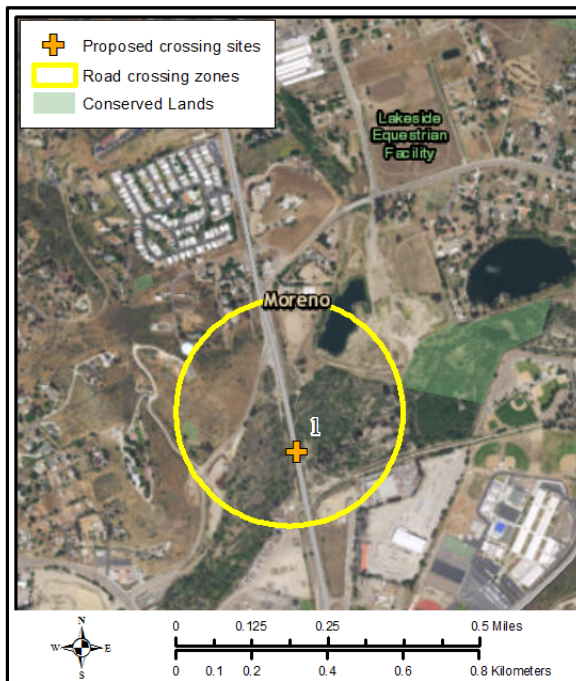 Proposed crossing sites
Road crossing zones
Conserved Lands
Lakeside
Equestrian
Facility
Moreno
1
N
W E
S
0 0.125 0.25 0.5 Miles
0 0.1 0.2 0.4 0.6 0.8 Kilometers